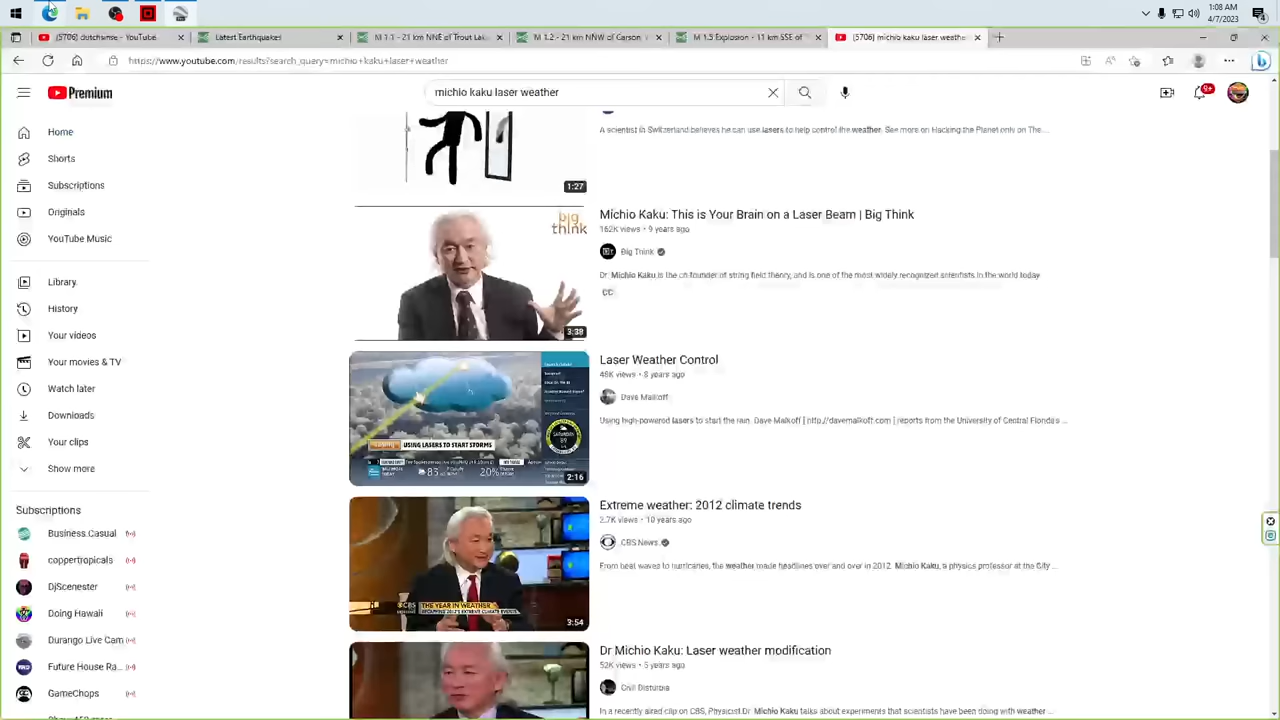 1:08 AM
4/7/2023
(5706) dutchsinse - YouTube
Latest Earthquakes
M 1.1 - 21 km NNE of Trout Lake
M 1.2 - 21 km NNW of Carson, W
M 1.5 Explosion - 11 km SSE of
(5706) michio kaku laser weather
https://www.youtube.com/results?search_query=michio+kaku+laser+weather
Premium
michio kaku laser weather
9+
Home
Shorts
Subscriptions
Originals
YouTube Music
Library
History
Your videos
Your movies & TV
Watch later
Downloads
Your clips
Show more
Subscriptions
Business Casual
coppertropicals
DjScenester
Doing Hawaii
Durango Live Cam
Future House Ra...
GameChops
A scientist in Switzerland believes he can use lasers to help control the weather. See more on Hacking the Planet only on The...
1:27
big
think
3:38
Michio Kaku: This is Your Brain on a Laser Beam | Big Think
162K views • 9 years ago
Big Think
Dr. Michio Kaku is the co-founder of string field theory, and is one of the most widely recognized scientists in the world today
CC
USING LASERS TO START STORMS
83
20%
SATURDAY
89
2:16
Laser Weather Control
48K views • 8 years ago
Dave Malkoff
Using high-powered lasers to start the rain. Dave Malkoff | http://davemalkoff.com | reports from the University of Central Florida's ...
CBS
THE YEAR IN WEATHER
3:54
Extreme weather: 2012 climate trends
2.7K views • 10 years ago
CBS News
From heat waves to hurricanes, the weather made headlines over and over in 2012. Michio Kaku, a physics professor at the City ...
Dr Michio Kaku: Laser weather modification
52K views • 5 years ago
Chill Disturbia
In a recently aired clip on CBS, Physicist Dr. Michio Kaku talks about experiments that scientists have been doing with weather ...